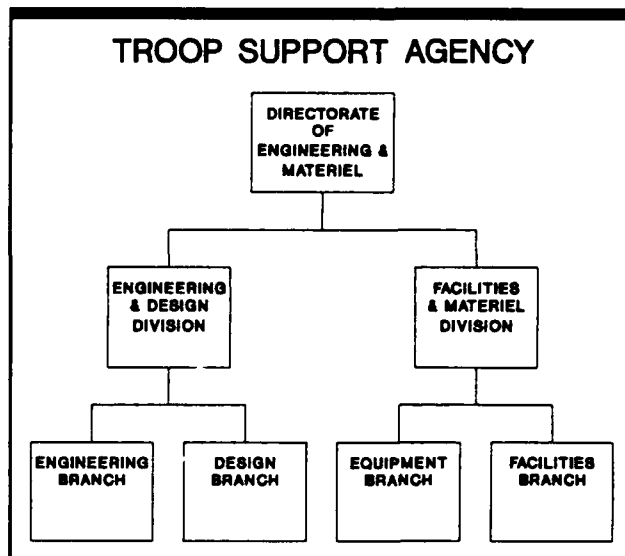 TROOP SUPPORT AGENCY
DIRECTORATE
OF
ENGINEERING &
MATERIEL
ENGINEERING
& DESIGN
DIVISION
FACILITIES
& MATERIEL
DIVISION
ENGINEERING
BRANCH
DESIGN
BRANCH
EQUIPMENT
BRANCH
FACILITIES
BRANCH